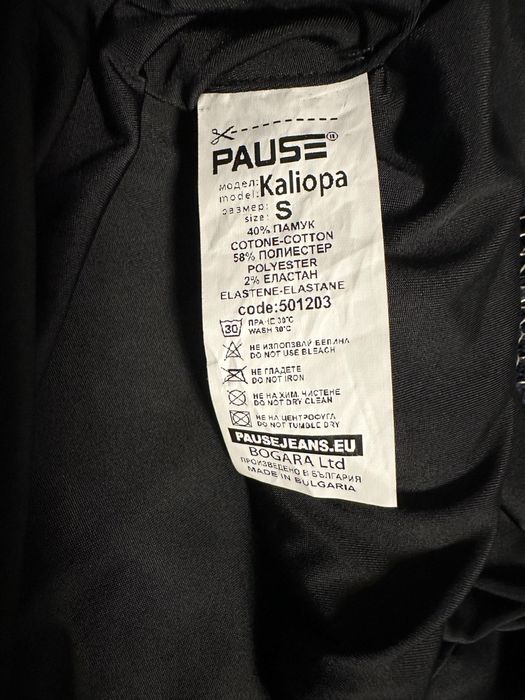 PAUSE ®
модел:
model: Kaliopa
размер:
size: S
40% ПАМУК
COTONE-COTTON
58% ПОЛИЕСТЕР
POLYESTER
2% ЕЛАСТАН
ELASTENE-ELASTANE
code:501203
30 ПРАНЕ 30°C
WASH 30°C
НЕ ИЗПОЛЗВАЙ БЕЛИНА
DO NOT USE BLEACH
НЕ ГЛАДЕТЕ
DO NOT IRON
НЕ НА ХИМ. ЧИСТЕНЕ
DO NOT DRY CLEAN
НЕ НА ЦЕНТРОФУГА
DO NOT TUMBLE DRY
PAUSEJEANS.EU
BOGARA Ltd
ПРОИЗВЕДЕНО В БЪЛГАРИЯ
MADE IN BULGARIA